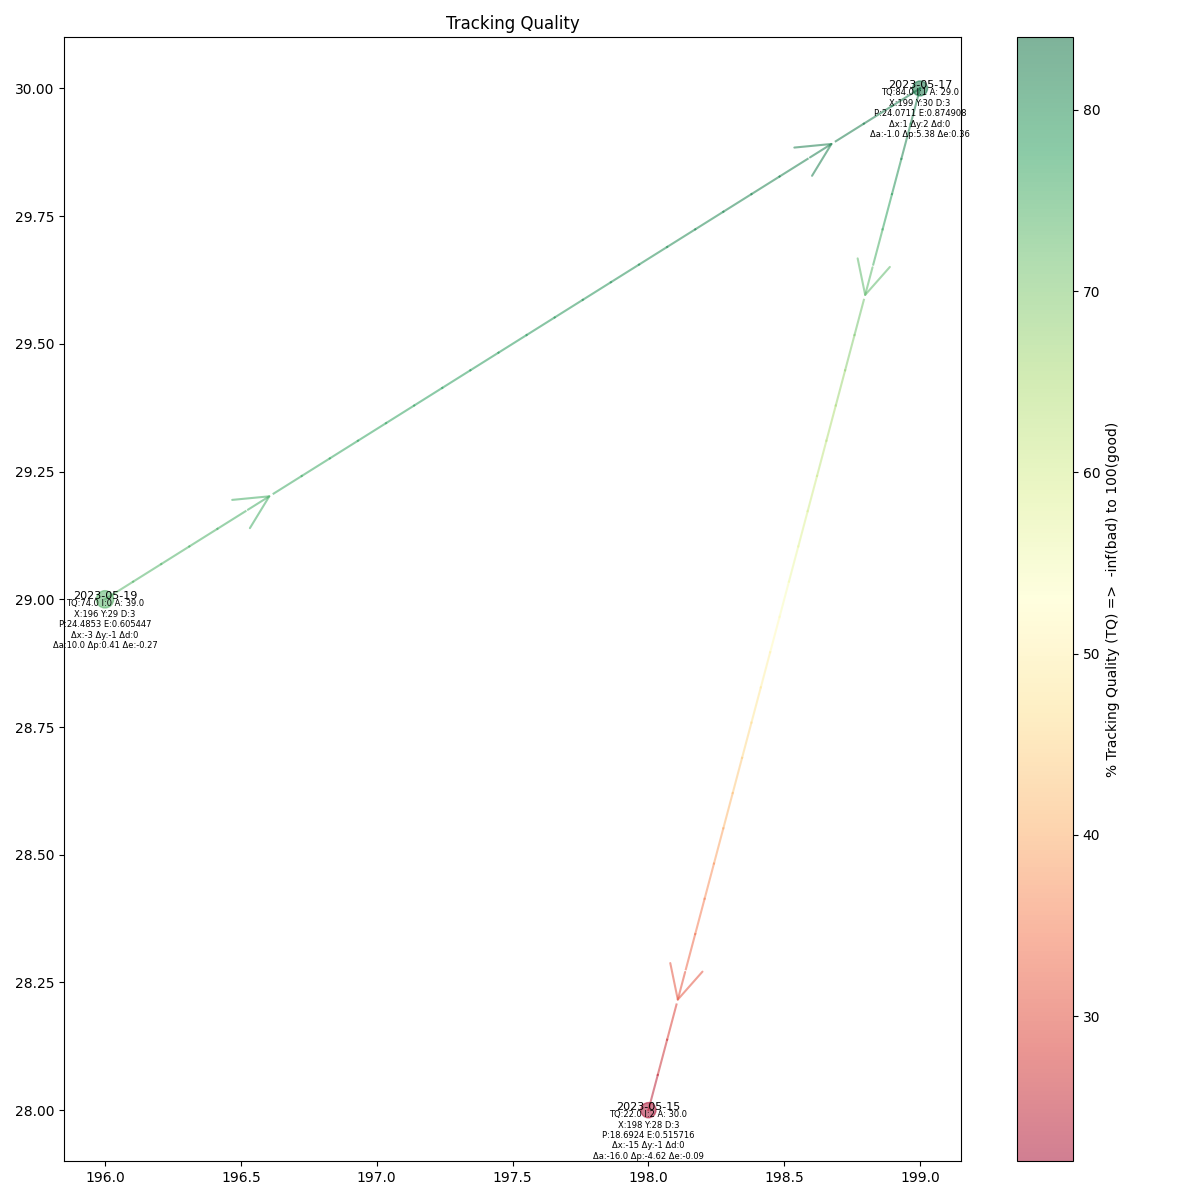 Tracking Quality
30.00
29.75
29.50
29.25
29.00
28.75
28.50
28.25
28.00
196.0
196.5
197.0
197.5
198.0
198.5
199.0
2023-05-17
TQ:84.0 I:1 A: 29.0
X:199 Y:30 D:3
P:24.0711 E:0.874908
Δx:1 Δy:2 Δd:0
Δa:-1.0 Δp:5.38 Δe:0.36
2023-05-19
TQ:74.0 I:0 A: 39.0
X:196 Y:29 D:3
P:24.4853 E:0.605447
Δx:-3 Δy:-1 Δd:0
Δa:10.0 Δp:0.41 Δe:-0.27
2023-05-15
TQ:22.0 I:2 A: 30.0
X:198 Y:28 D:3
P:18.6924 E:0.515716
Δx:-15 Δy:-1 Δd:0
Δa:-16.0 Δp:-4.62 Δe:-0.09
80
70
60
50
40
30
% Tracking Quality (TQ) => -inf(bad) to 100(good)